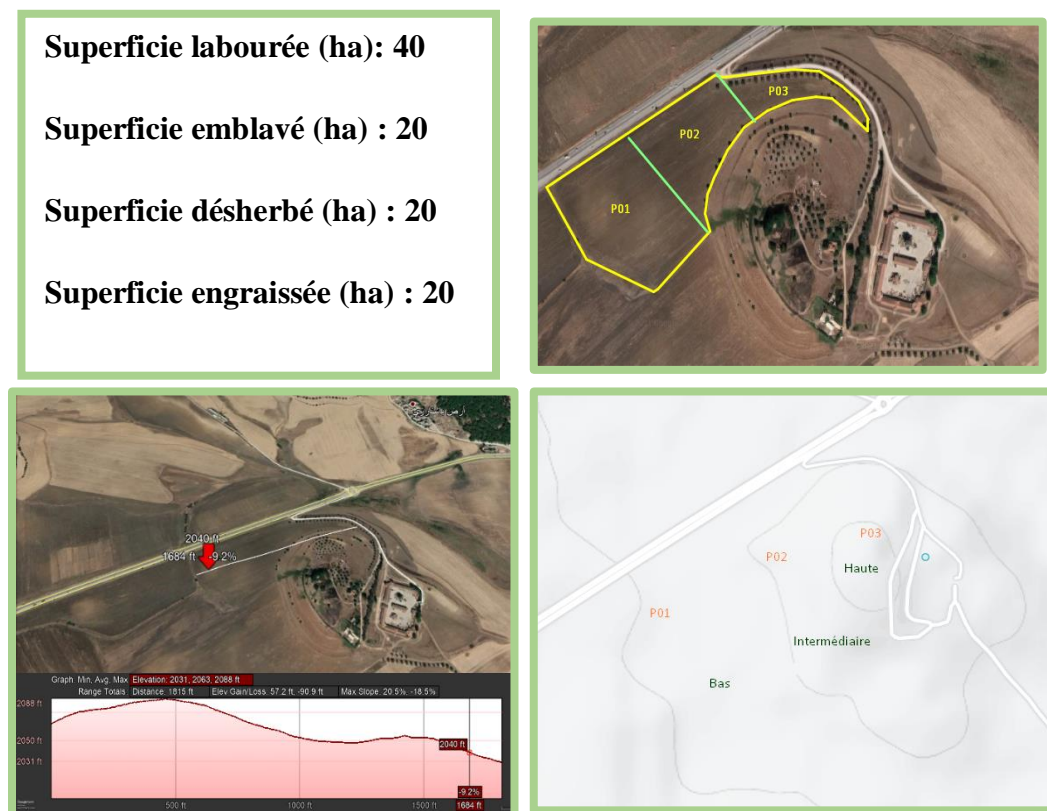 Superficie labourée (ha): 40
Superficie emblavé (ha) : 20
Superficie désherbé (ha) : 20
Superficie engraissée (ha) : 20
P03
P02
P01
2040 ft
1684 ft -9.2%
Graph: Min, Avg, Max Elevation: 2031, 2063, 2088 ft
Range Totals: Distance: 1815 ft Elev Gain/Loss: 57.2 ft, -90.9 ft Max Slope: 20.5%, -18.5%
2088 ft
2050 ft
2040 ft
2031 ft
-9.2%
500 ft 1000 ft 1500 ft 1684 ft
P03
P02
Haute
P01
Intermédiaire
Bas